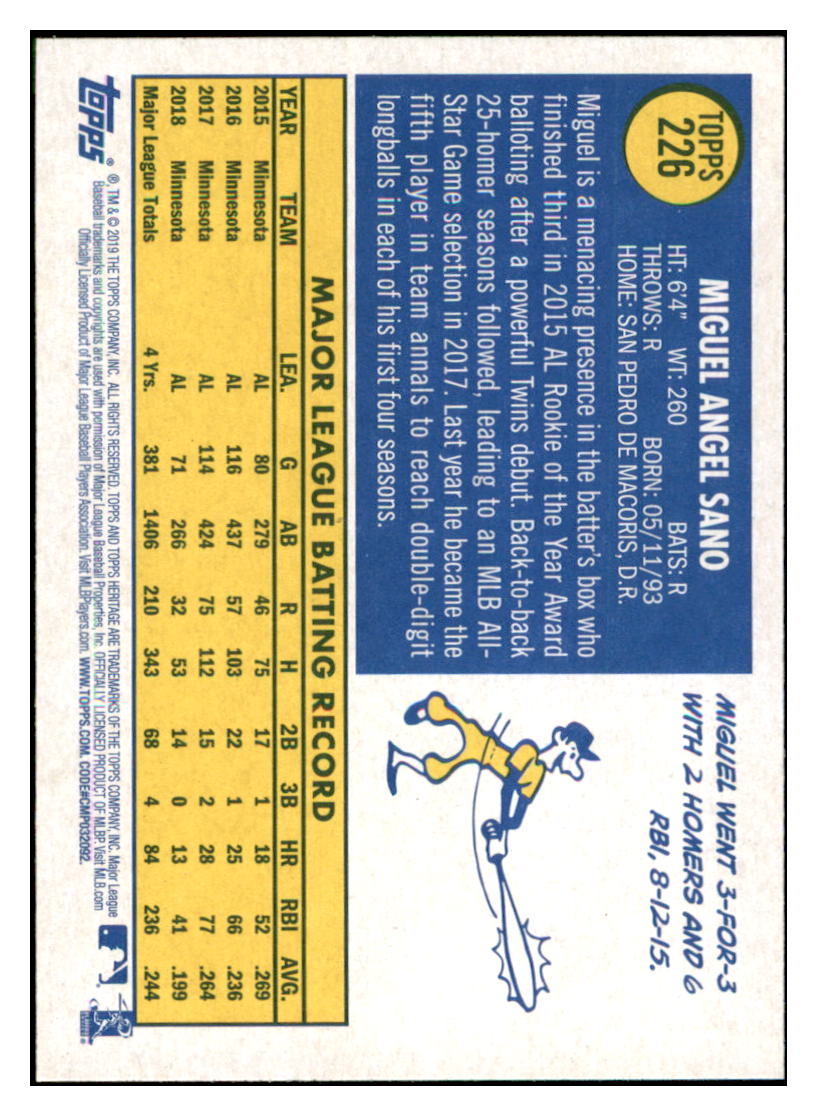 TOPPS
226
MIGUEL ANGEL SANO
HT: 6'4" WT: 260 BATS: R
THROWS: R BORN: 05/11/93
HOME: SAN PEDRO DE MACORIS, D.R.
Miguel is a menacing presence in the batter's box who
finished third in 2015 AL Rookie of the Year Award
balloting after a powerful Twins debut. Back-to-back
25-homer seasons followed, leading to an MLB All-
Star Game selection in 2017. Last year he became the
fifth player in team annals to reach double-digit
longballs in each of his first four seasons.
MIGUEL WENT 3-FOR-3
WITH 2 HOMERS AND 6
RBI, 8-12-15.
MAJOR LEAGUE BATTING RECORD
YEAR TEAM LEA. G AB R H 2B 3B HR RBI AVG.
2015 Minnesota AL 80 279 46 75 17 1 18 52 .269
2016 Minnesota AL 116 437 57 103 22 1 25 66 .236
2017 Minnesota AL 114 424 75 112 15 2 28 77 .264
2018 Minnesota AL 71 266 32 53 14 0 13 41 .199
Major League Totals 4 Yrs. 381 1406 210 343 68 4 84 236 .244
topps®
®, TM & © 2019 THE TOPPS COMPANY, INC. ALL RIGHTS RESERVED. TOPPS AND TOPPS HERITAGE ARE TRADEMARKS OF THE TOPPS COMPANY, INC. Major League
Baseball trademarks and copyrights are used with permission of Major League Baseball Properties, Inc. OFFICIALLY LICENSED PRODUCT OF MLBP. Visit MLB.com
Officially Licensed Product of Major League Baseball Players Association. Visit MLBPlayers.com. WWW.TOPPS.COM. CODE#CMP032092.